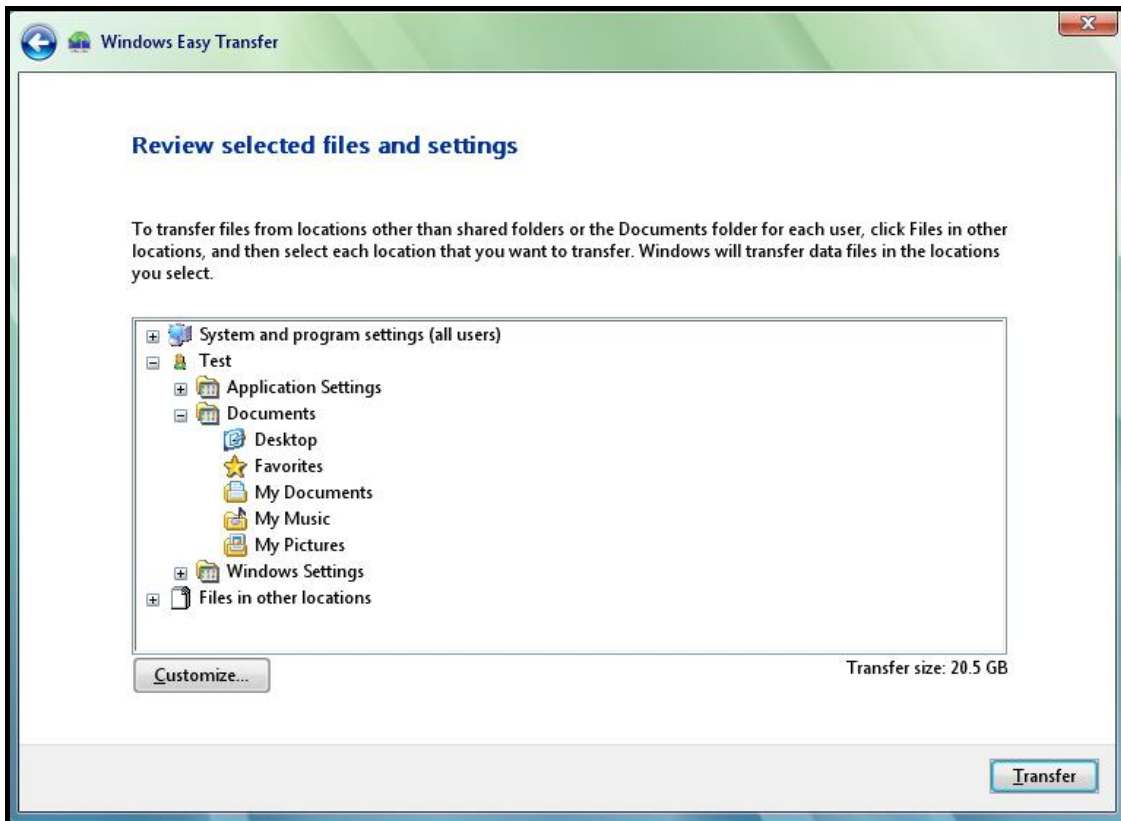 Windows Easy Transfer
Review selected files and settings
To transfer files from locations other than shared folders or the Documents folder for each user, click Files in other
locations, and then select each location that you want to transfer. Windows will transfer data files in the locations
you select.
System and program settings (all users)
Test
Application Settings
Documents
Desktop
Favorites
My Documents
My Music
My Pictures
Windows Settings
Files in other locations
Customize...
Transfer size: 20.5 GB
Transfer